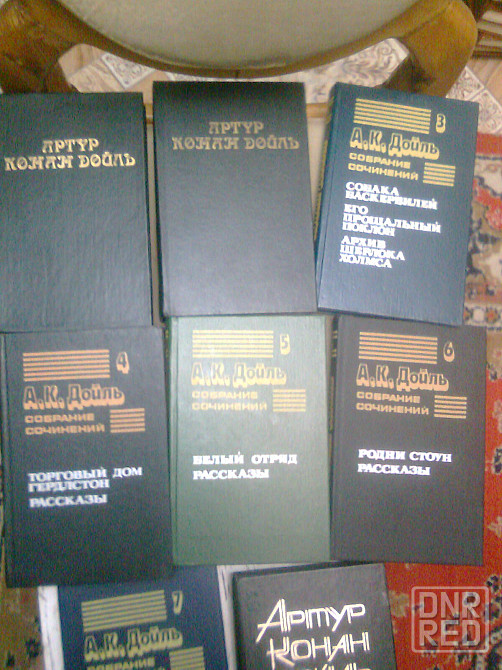 АРТУР
КОНАН ДОЙЛЬ
АРТУР
КОНАН ДОЙЛЬ
3
А.К. Дойль
СОБРАНИЕ
СОЧИНЕНИЙ
СОБАКА
БАСКЕРВИЛЕЙ
ЕГО
ПРОЩАЛЬНЫЙ
ПОКЛОН
АРХИВ
ШЕРЛОКА
ХОЛМСА
4
А.К. Дойль
СОБРАНИЕ
СОЧИНЕНИЙ
ТОРГОВЫЙ ДОМ
ГЕРДЛСТОН
РАССКАЗЫ
5
А.К. Дойль
СОБРАНИЕ
СОЧИНЕНИЙ
БЕЛЫЙ ОТРЯД
РАССКАЗЫ
6
А.К. Дойль
СОБРАНИЕ
СОЧИНЕНИЙ
РОДНИ СТОУН
РАССКАЗЫ
7
А.К. Дойль
СОБРАНИЕ
АРТУР
КОНАН
DNR
RED